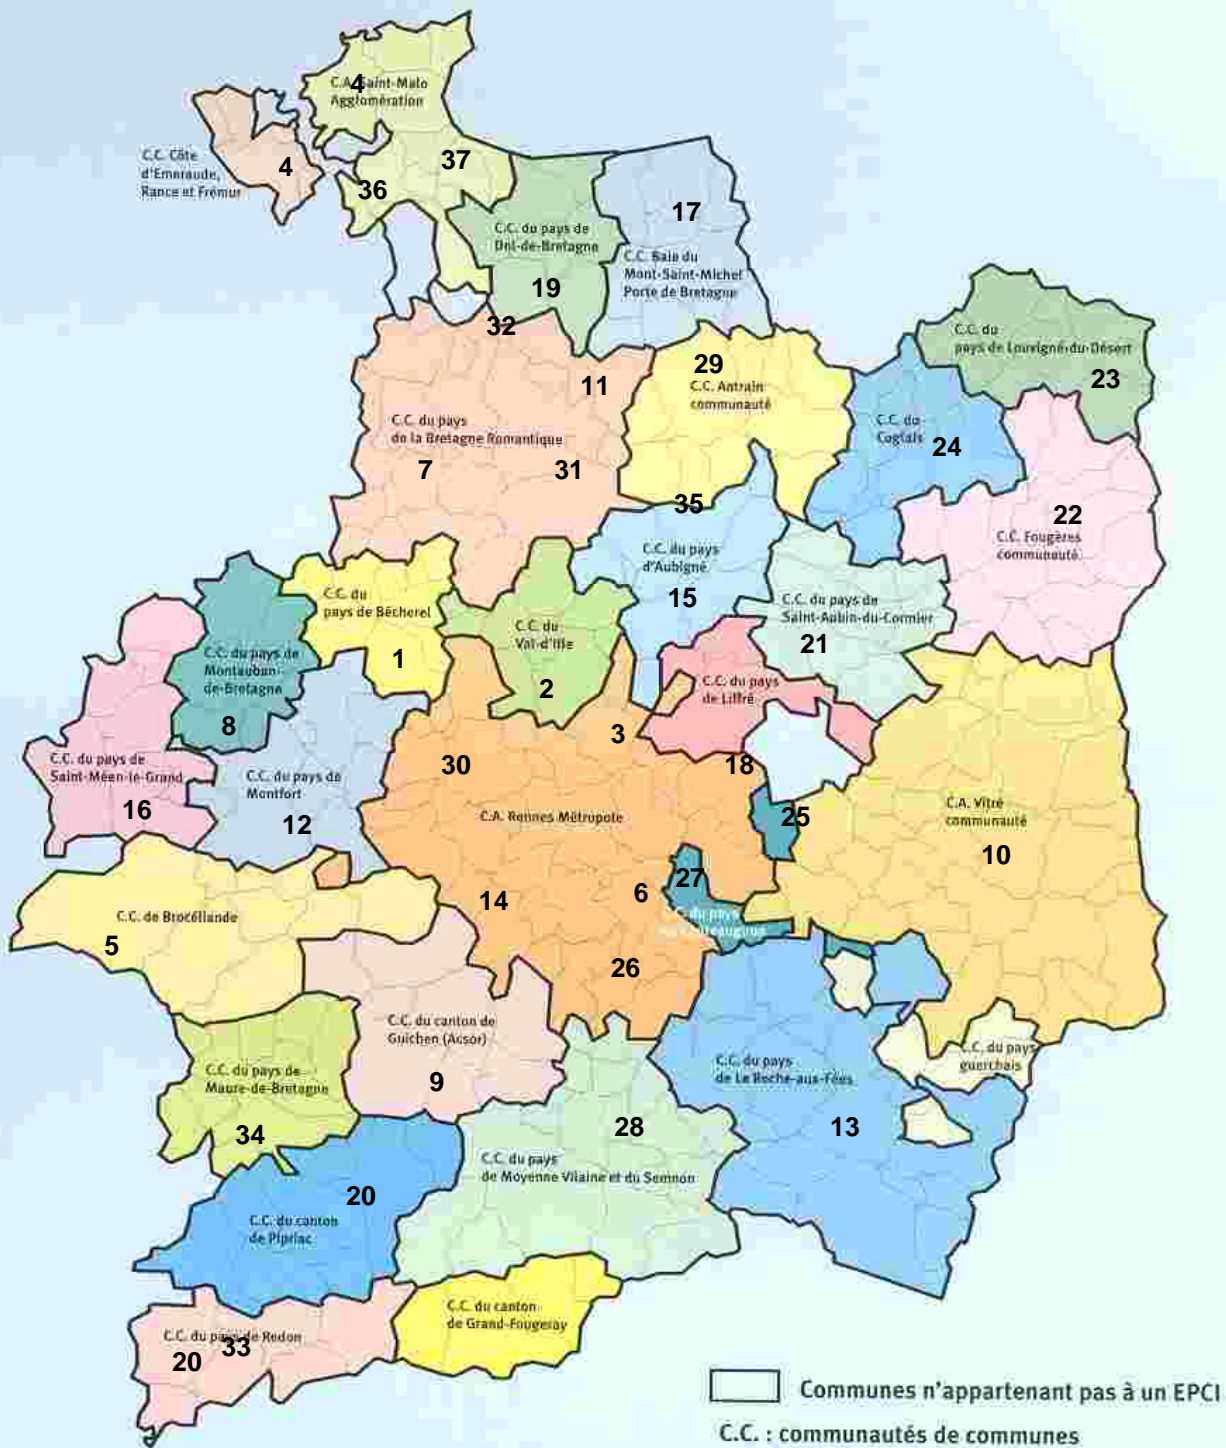 C.A. Saint-Malo
Agglomération
4
C.C. Côte
d'Emeraude,
Rance et Frémur
4
37
36
17
C.C. du pays de
Dol-de-Bretagne
19
C.C. Baie du
Mont-Saint-Michel
Porte de Bretagne
32
C.C. du
pays de Louvigné-du-Désert
23
29
C.C. Antrain
communauté
11
C.C. du pays
de la Bretagne Romantique
7
31
C.C. du
Coglais
24
35
22
C.C. Fougères
communauté
C.C. du pays
d'Aubigné
15
C.C. du
pays de Bécherel
1
C.C. du
Val-d'Ille
2
C.C. du pays de
Saint-Aubin-du-Cormier
21
C.C. du pays de
Montauban-
de-Bretagne
8
C.C. du pays
de Liffré
3
18
30
C.C. du pays de
Saint-Méen-le-Grand
16
C.C. du pays de
Montfort
12
C.A. Rennes Métropole
25
C.A. Vitré
communauté
10
14
6
27
C.C. du pays
26
C.C. de Brocéliande
5
C.C. du canton de
Guichen (Acsor)
9
C.C. du pays
guerchais
C.C. du pays
de La Roche-aux-Fées
13
C.C. du pays de
Maure-de-Bretagne
34
28
C.C. du pays
de Moyenne Vilaine et du Semnon
20
C.C. du canton
de Pipriac
C.C. du canton
de Grand-Fougeray
C.C. du pays de Redon
33
20
Communes n'appartenant pas à un EPCI
C.C. : communautés de communes